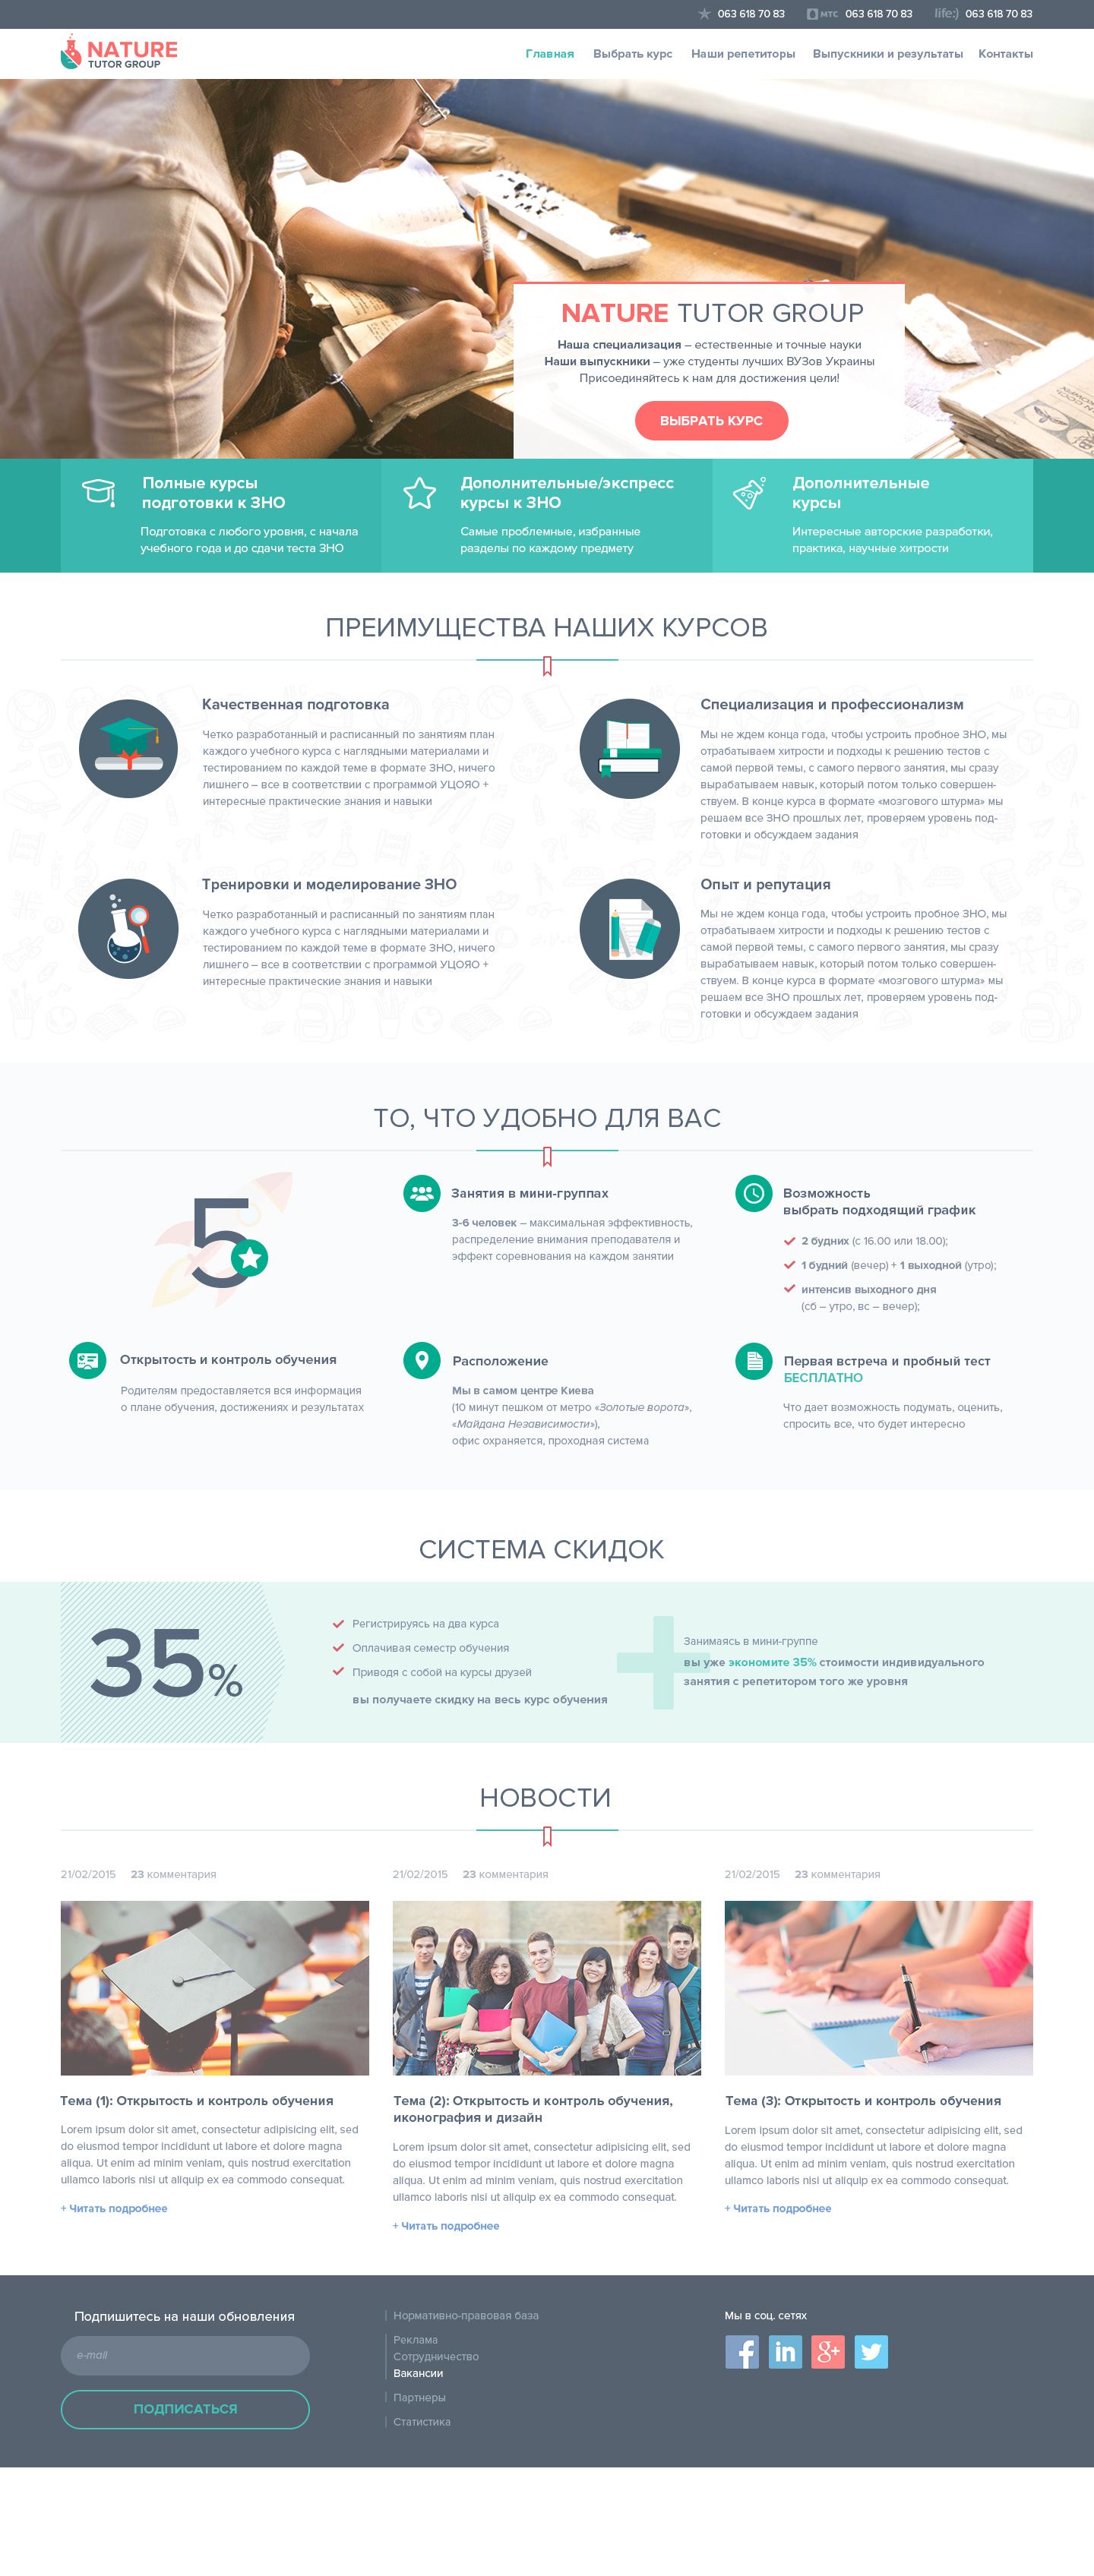 063 618 70 83
МТС 063 618 70 83
life:) 063 618 70 83
NATURE
TUTOR GROUP
Главная
Выбрать курс
Наши репетиторы
Выпускники и результаты
Контакты
NATURE TUTOR GROUP
Наша специализация – естественные и точные науки
Наши выпускники – уже студенты лучших ВУЗов Украины
Присоединяйтесь к нам для достижения цели!
ВЫБРАТЬ КУРС
Полные курсы
подготовки к ЗНО
Подготовка с любого уровня, с начала
учебного года и до сдачи теста ЗНО
Дополнительные/экспресс
курсы к ЗНО
Самые проблемные, избранные
разделы по каждому предмету
Дополнительные
курсы
Интересные авторские разработки,
практика, научные хитрости
ПРЕИМУЩЕСТВА НАШИХ КУРСОВ
Качественная подготовка
Четко разработанный и расписанный по занятиям план
каждого учебного курса с наглядными материалами и
тестированием по каждой теме в формате ЗНО, ничего
лишнего – все в соответствии с программой УЦОЯО +
интересные практические знания и навыки
Специализация и профессионализм
Мы не ждем конца года, чтобы устроить пробное ЗНО, мы
отрабатываем хитрости и подходы к решению тестов с
самой первой темы, с самого первого занятия, мы сразу
вырабатываем навык, который потом только совершен-
ствуем. В конце курса в формате «мозгового штурма» мы
решаем все ЗНО прошлых лет, проверяем уровень под-
готовки и обсуждаем задания
Тренировки и моделирование ЗНО
Четко разработанный и расписанный по занятиям план
каждого учебного курса с наглядными материалами и
тестированием по каждой теме в формате ЗНО, ничего
лишнего – все в соответствии с программой УЦОЯО +
интересные практические знания и навыки
Опыт и репутация
Мы не ждем конца года, чтобы устроить пробное ЗНО, мы
отрабатываем хитрости и подходы к решению тестов с
самой первой темы, с самого первого занятия, мы сразу
вырабатываем навык, который потом только совершен-
ствуем. В конце курса в формате «мозгового штурма» мы
решаем все ЗНО прошлых лет, проверяем уровень под-
готовки и обсуждаем задания
ТО, ЧТО УДОБНО ДЛЯ ВАС
5
Занятия в мини-группах
3-6 человек – максимальная эффективность,
распределение внимания преподавателя и
эффект соревнования на каждом занятии
Возможность
выбрать подходящий график
2 будних (с 16.00 или 18.00);
1 будний (вечер) + 1 выходной (утро);
интенсив выходного дня
(сб – утро, вс – вечер);
Открытость и контроль обучения
Родителям предоставляется вся информация
о плане обучения, достижениях и результатах
Расположение
Мы в самом центре Киева
(10 минут пешком от метро «Золотые ворота»,
«Майдана Независимости»),
офис охраняется, проходная система
Первая встреча и пробный тест
БЕСПЛАТНО
Что дает возможность подумать, оценить,
спросить все, что будет интересно
СИСТЕМА СКИДОК
35%
Регистрируясь на два курса
Оплачивая семестр обучения
Приводя с собой на курсы друзей
вы получаете скидку на весь курс обучения
Занимаясь в мини-группе
вы уже экономите 35% стоимости индивидуального
занятия с репетитором того же уровня
НОВОСТИ
21/02/2015 23 комментария
21/02/2015 23 комментария
21/02/2015 23 комментария
Тема (1): Открытость и контроль обучения
Lorem ipsum dolor sit amet, consectetur adipisicing elit, sed
do eiusmod tempor incididunt ut labore et dolore magna
aliqua. Ut enim ad minim veniam, quis nostrud exercitation
ullamco laboris nisi ut aliquip ex ea commodo consequat.
+ Читать подробнее
Тема (2): Открытость и контроль обучения,
иконография и дизайн
Lorem ipsum dolor sit amet, consectetur adipisicing elit, sed
do eiusmod tempor incididunt ut labore et dolore magna
aliqua. Ut enim ad minim veniam, quis nostrud exercitation
ullamco laboris nisi ut aliquip ex ea commodo consequat.
+ Читать подробнее
Тема (3): Открытость и контроль обучения
Lorem ipsum dolor sit amet, consectetur adipisicing elit, sed
do eiusmod tempor incididunt ut labore et dolore magna
aliqua. Ut enim ad minim veniam, quis nostrud exercitation
ullamco laboris nisi ut aliquip ex ea commodo consequat.
+ Читать подробнее
Подпишитесь на наши обновления
e-mail
ПОДПИСАТЬСЯ
Нормативно-правовая база
Реклама
Сотрудничество
Вакансии
Партнеры
Статистика
Мы в соц. сетях